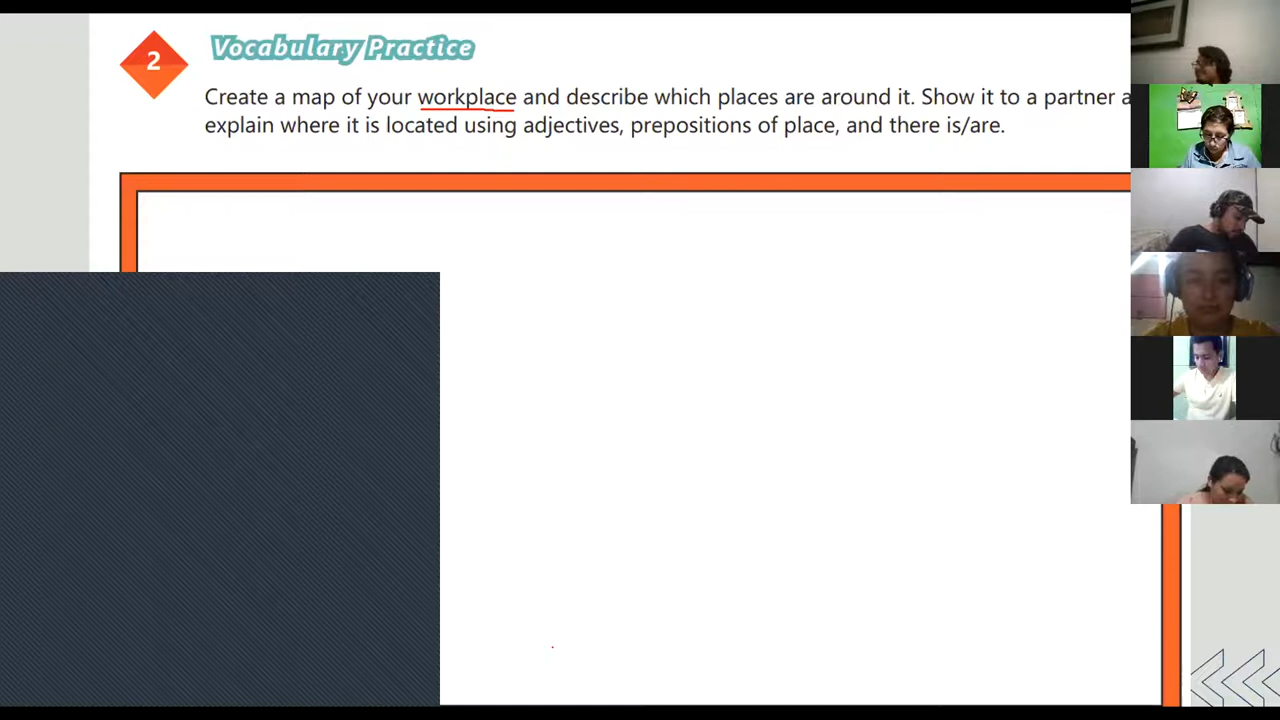 2
Vocabulary Practice
Create a map of your workplace and describe which places are around it. Show it to a partner a
explain where it is located using adjectives, prepositions of place, and there is/are.